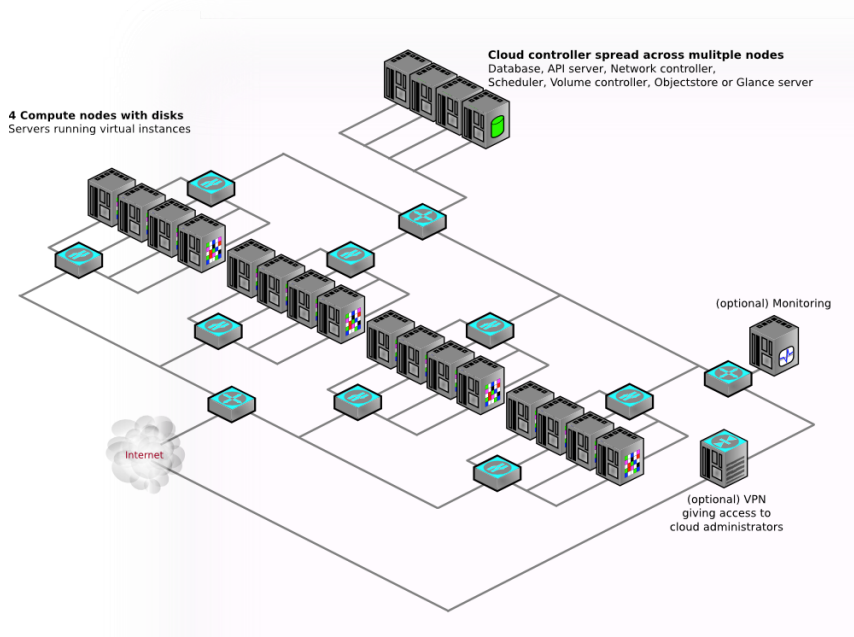 Cloud controller spread across mulitple nodes
Database, API server, Network controller,
Scheduler, Volume controller, Objectstore or Glance server
4 Compute nodes with disks
Servers running virtual instances
(optional) Monitoring
Internet
(optional) VPN
giving access to
cloud administrators